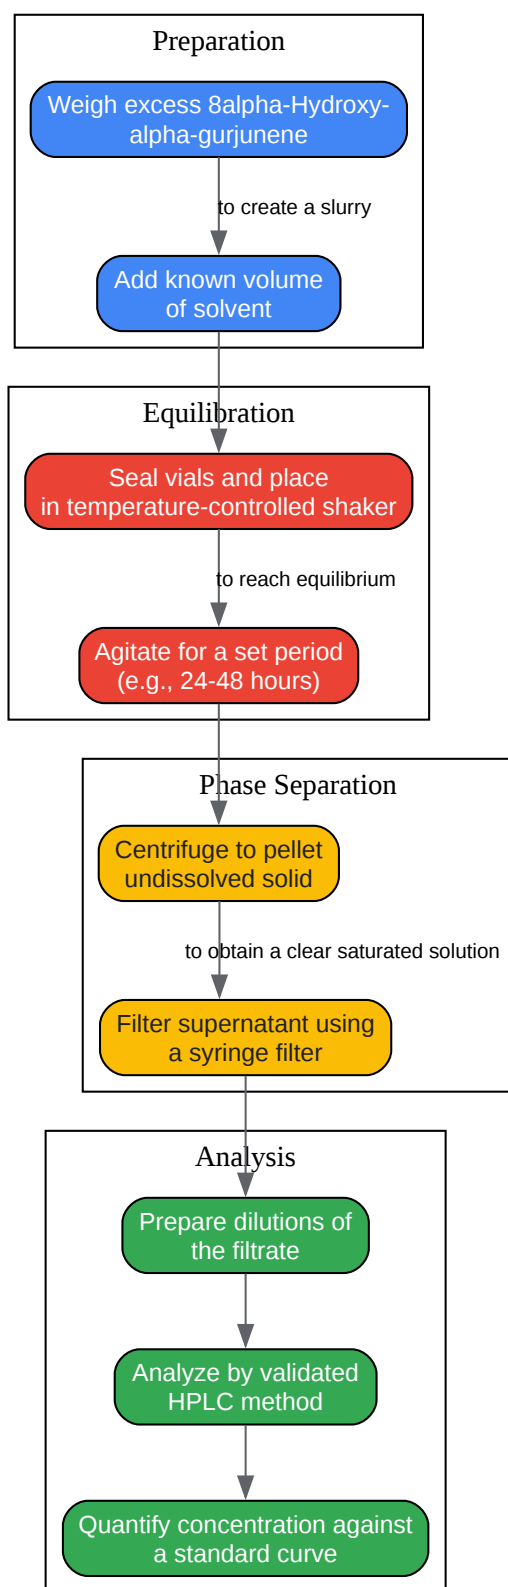 Preparation
Weigh excess 8alpha-Hydroxy-
alpha-gurjunene
to create a slurry
Add known volume
of solvent
Equilibration
Seal vials and place
in temperature-controlled shaker
to reach equilibrium
Agitate for a set period
(e.g., 24-48 hours)
Phase Separation
Centrifuge to pellet
undissolved solid
to obtain a clear saturated solution
Filter supernatant using
a syringe filter
Analysis
Prepare dilutions of
the filtrate
Analyze by validated
HPLC method
Quantify concentration against
a standard curve